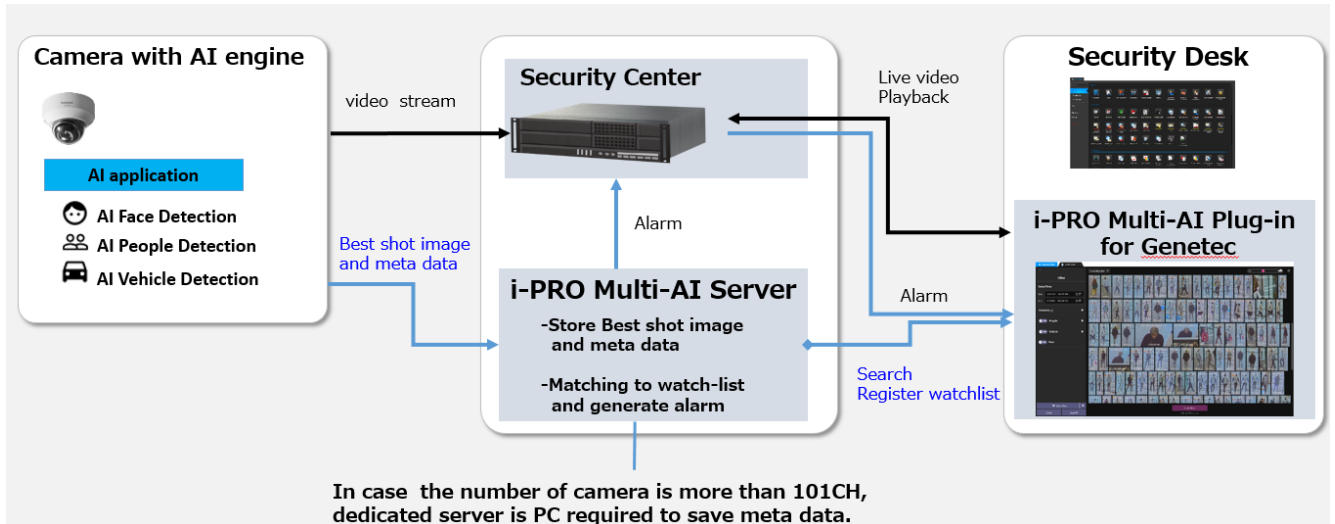 Camera with AI engine
AI application
AI Face Detection
AI People Detection
AI Vehicle Detection
video stream
Best shot image
and meta data
Security Center
Alarm
i-PRO Multi-AI Server
-Store Best shot image
and meta data
-Matching to watch-list
and generate alarm
Live video
Playback
Alarm
Search
Register watchlist
Security Desk
i-PRO Multi-AI Plug-in
for Genetec
In case the number of camera is more than 101CH,
dedicated server is PC required to save meta data.